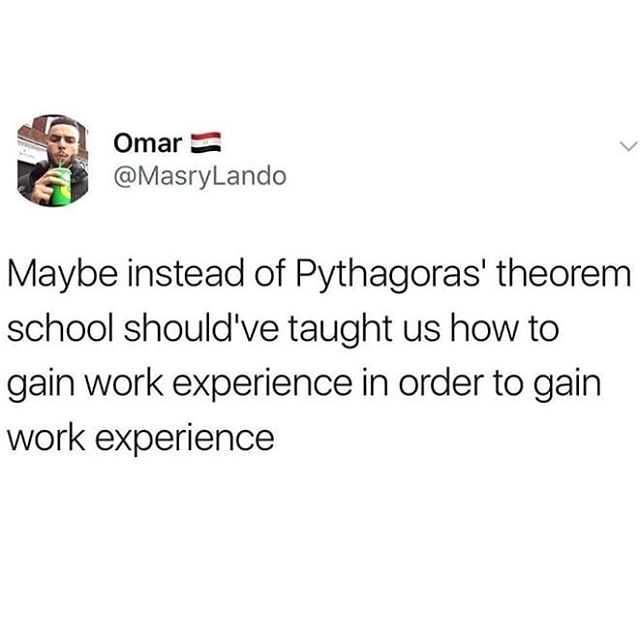 Omar 🇪🇬
@MasryLando
Maybe instead of Pythagoras' theorem
school should've taught us how to
gain work experience in order to gain
work experience